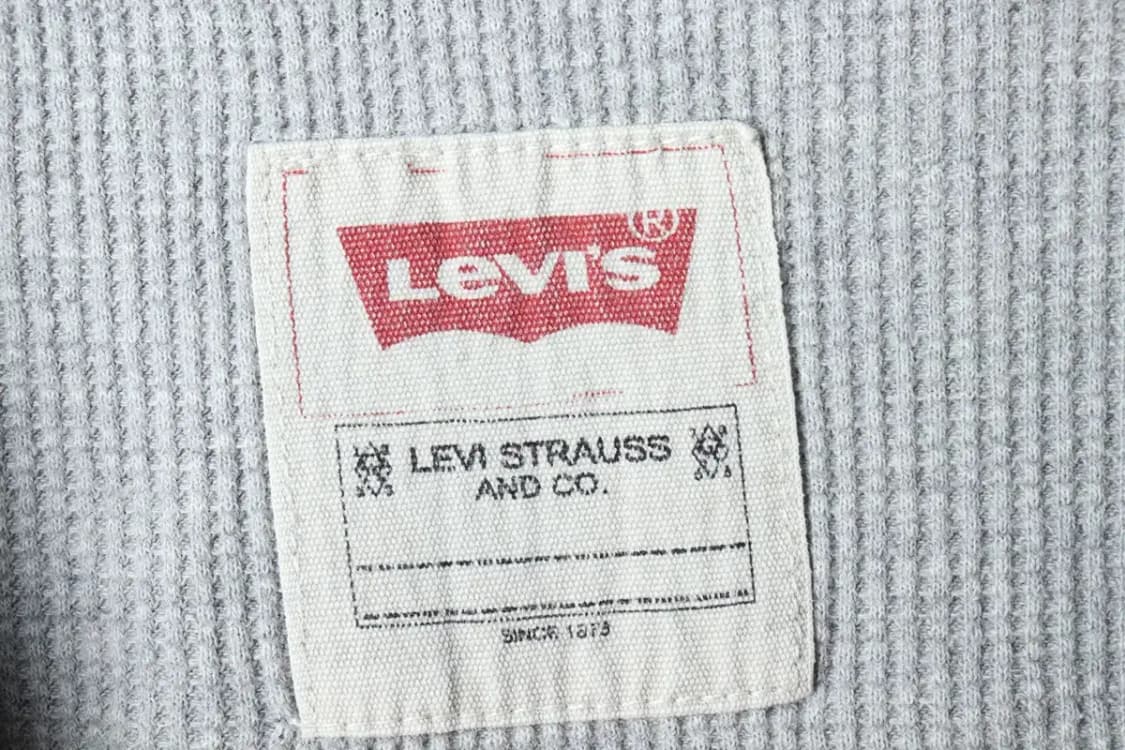 Levi's®
LEVI STRAUSS
AND CO.
SINCE 1873